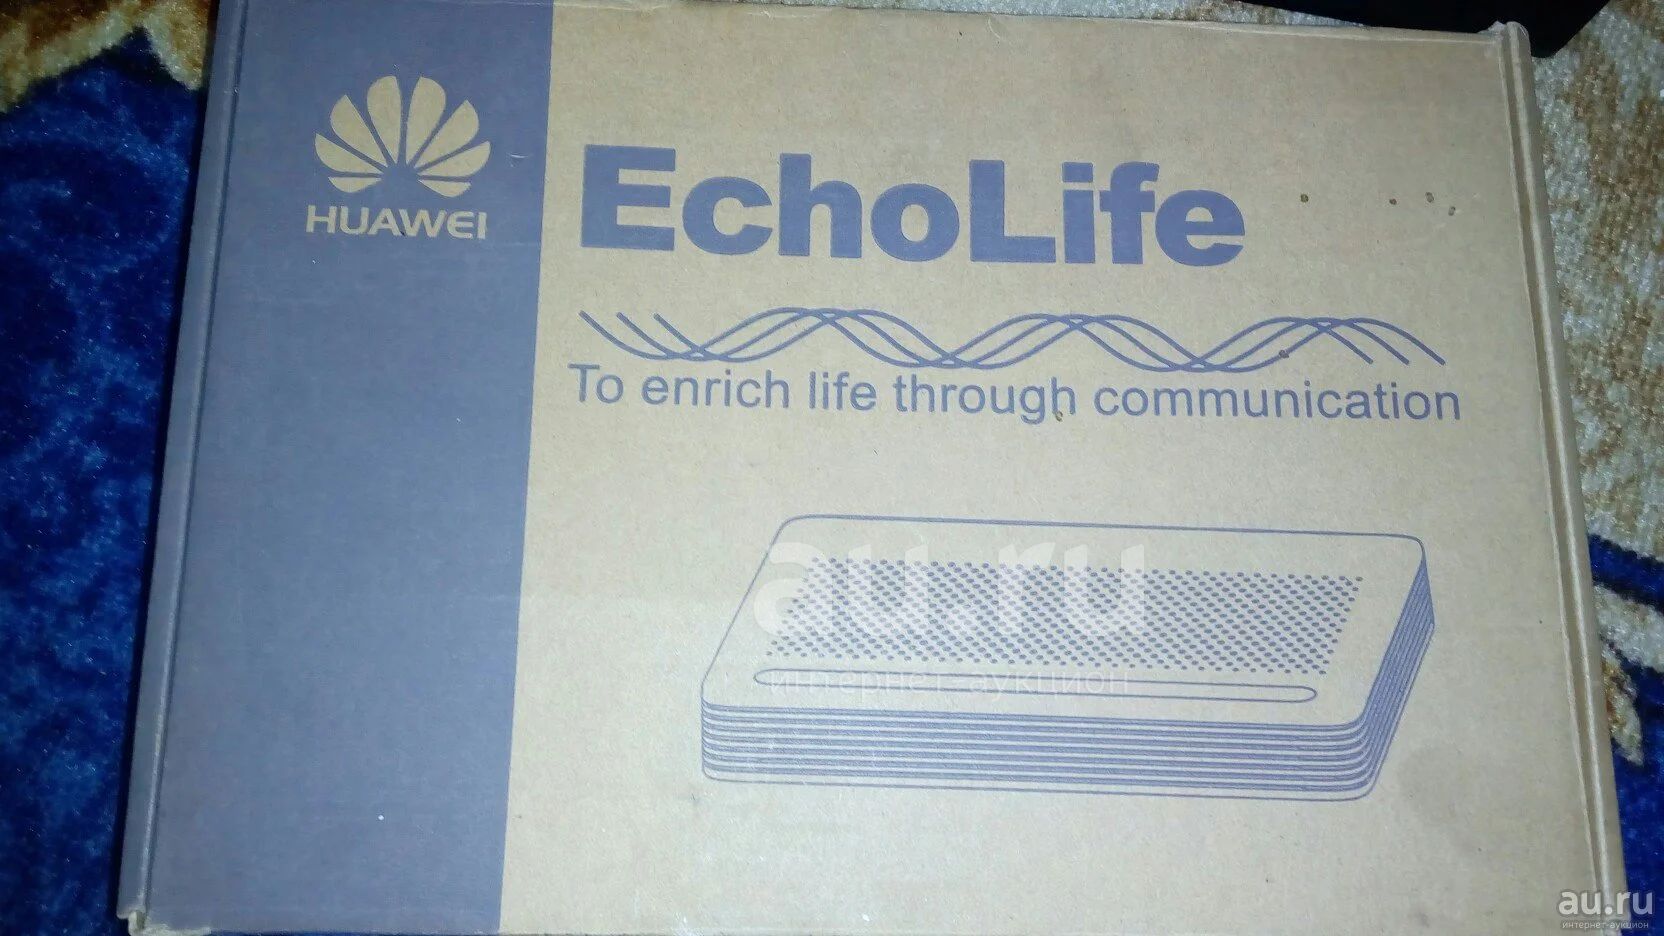 HUAWEI
EchoLife
To enrich life through communication
au.ru
интернет-аукцион
au.ru
интернет-аукцион